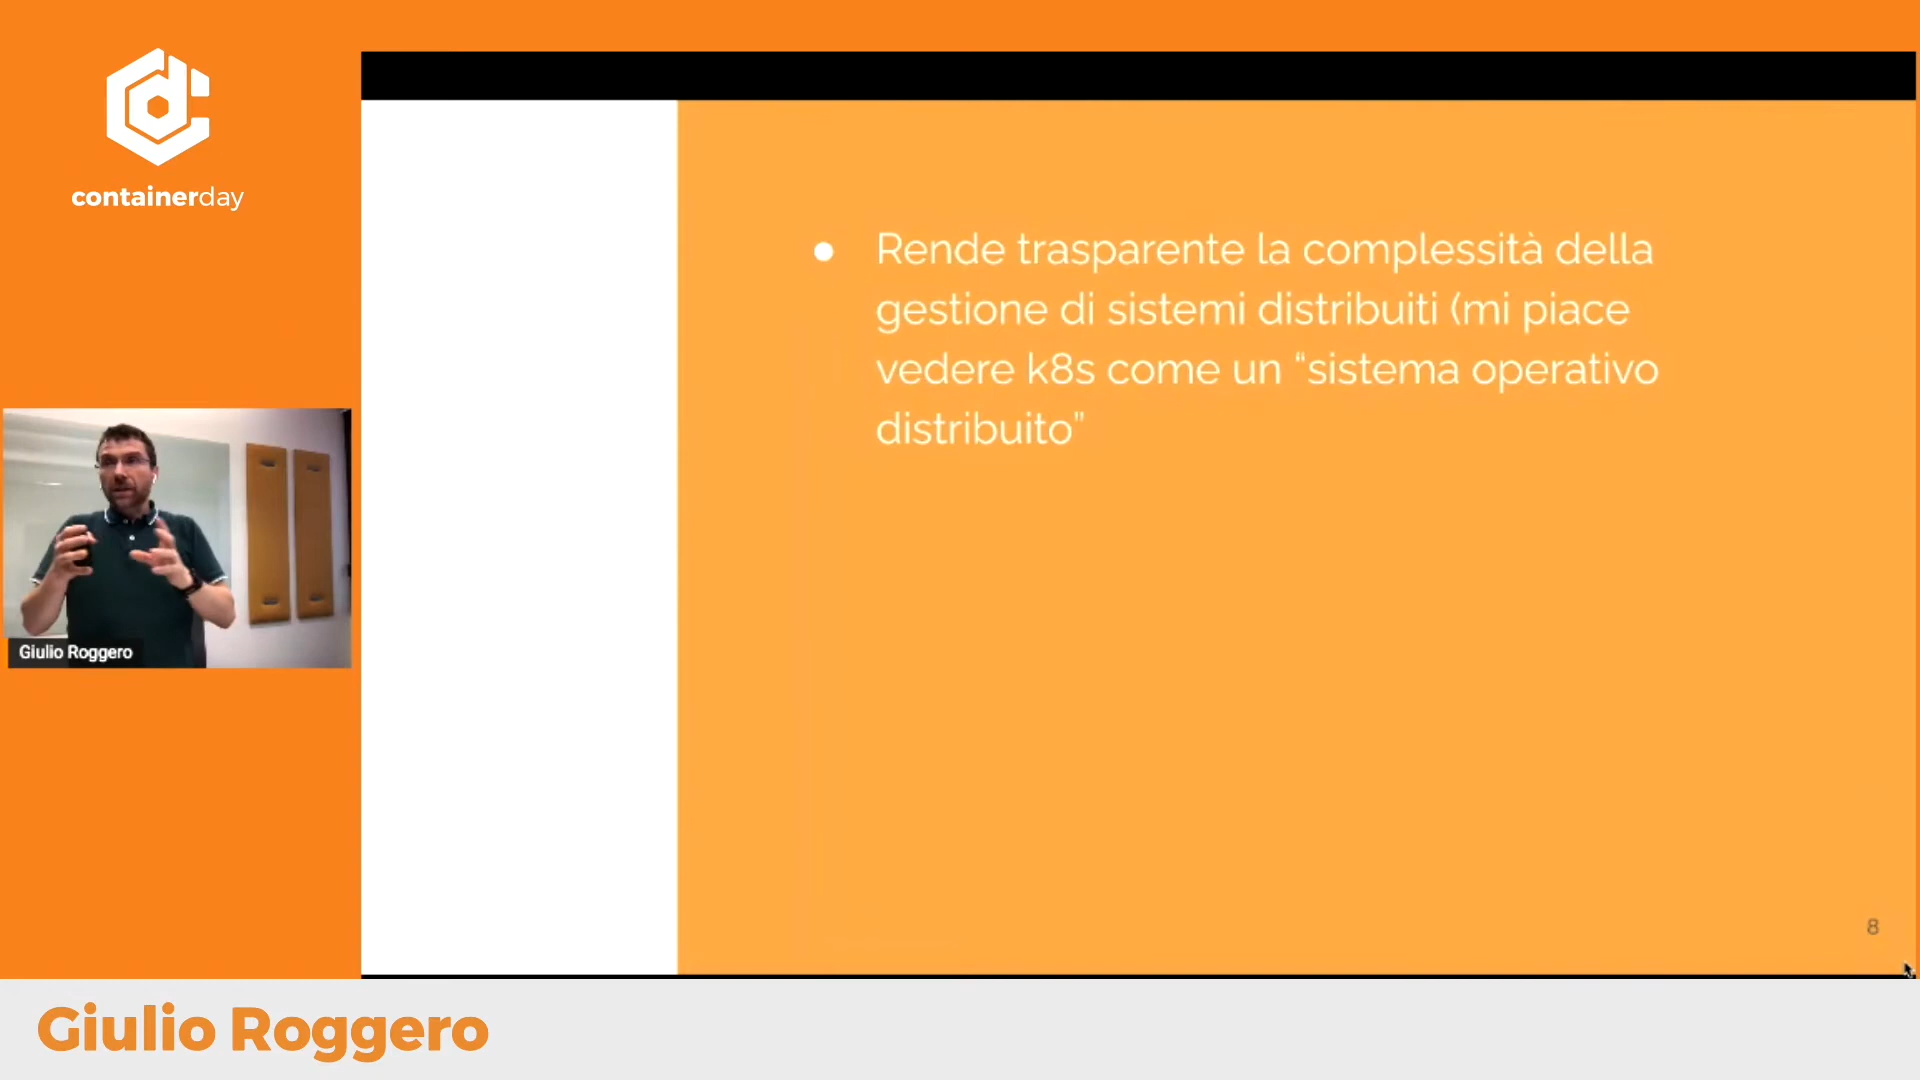 containerday
Rende trasparente la complessità della
gestione di sistemi distribuiti (mi piace
vedere k8s come un “sistema operativo
distribuito”
Giulio Roggero
8
Giulio Roggero